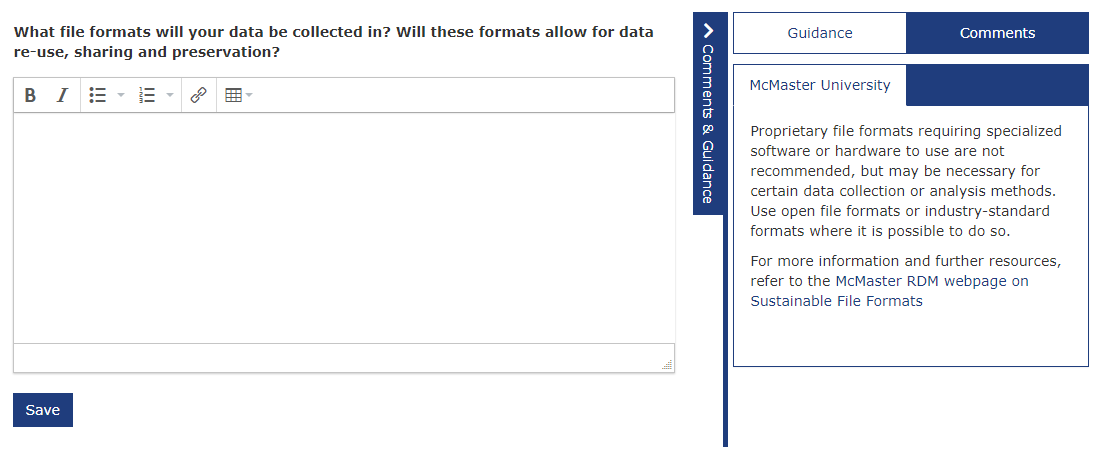 What file formats will your data be collected in? Will these formats allow for data
re-use, sharing and preservation?
B I
Save
Comments & Guidance
Guidance
Comments
McMaster University
Proprietary file formats requiring specialized
software or hardware to use are not
recommended, but may be necessary for
certain data collection or analysis methods.
Use open file formats or industry-standard
formats where it is possible to do so.
For more information and further resources,
refer to the McMaster RDM webpage on
Sustainable File Formats